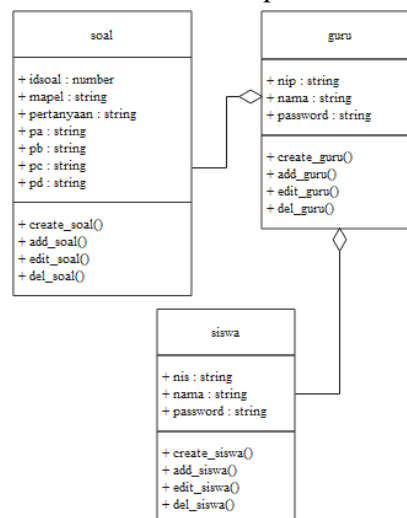 soal
+ idsoal : number
+ mapel : string
+ pertanyaan : string
+ pa : string
+ pb : string
+ pc : string
+ pd : string
+ create_soal()
+ add_soal()
+ edit_soal()
+ del_soal()
guru
+ nip : string
+ nama : string
+ password : string
+ create_guru()
+ add_guru()
+ edit_guru()
+ del_guru()
siswa
+ nis : string
+ nama : string
+ password : string
+ create_siswa()
+ add_siswa()
+ edit_siswa()
+ del_siswa()